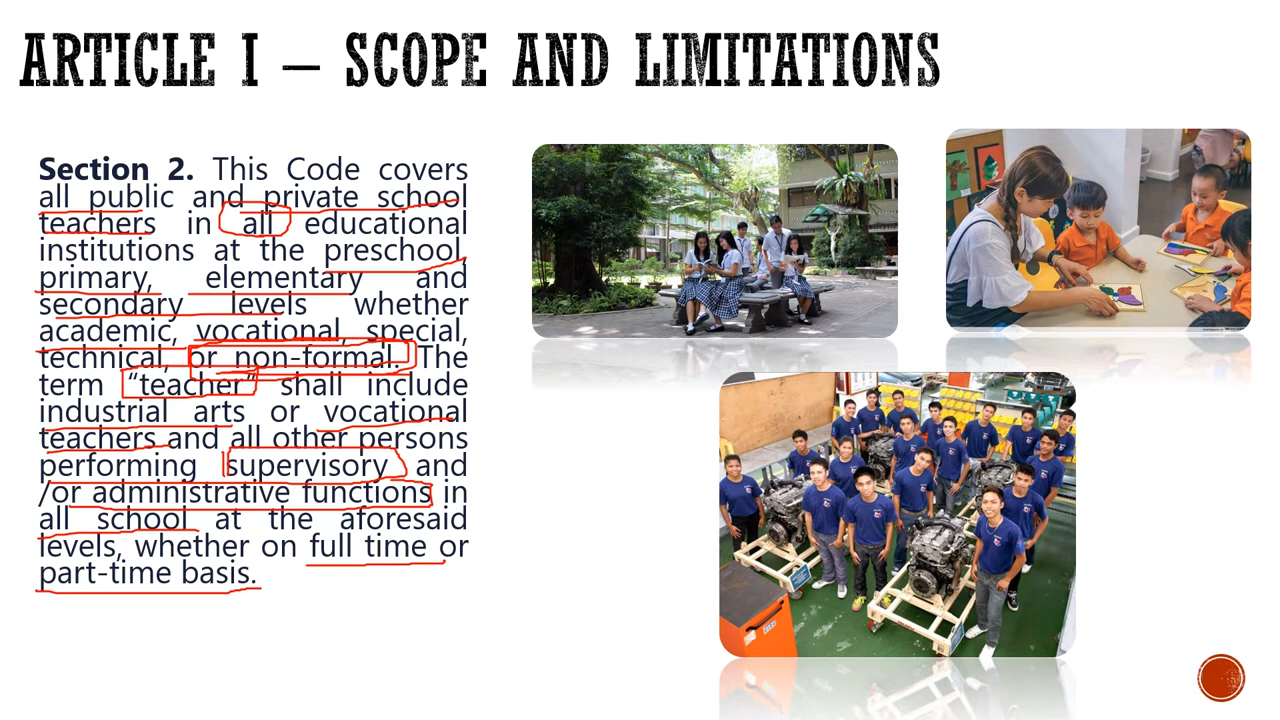 ARTICLE I – SCOPE AND LIMITATIONS
Section 2. This Code covers
all public and private school
teachers in all educational
institutions at the preschool,
primary, elementary and
secondary levels whether
academic, vocational, special,
technical, or non-formal. The
term “teacher” shall include
industrial arts or vocational
teachers and all other persons
performing supervisory and
/or administrative functions in
all school at the aforesaid
levels, whether on full time or
part-time basis.